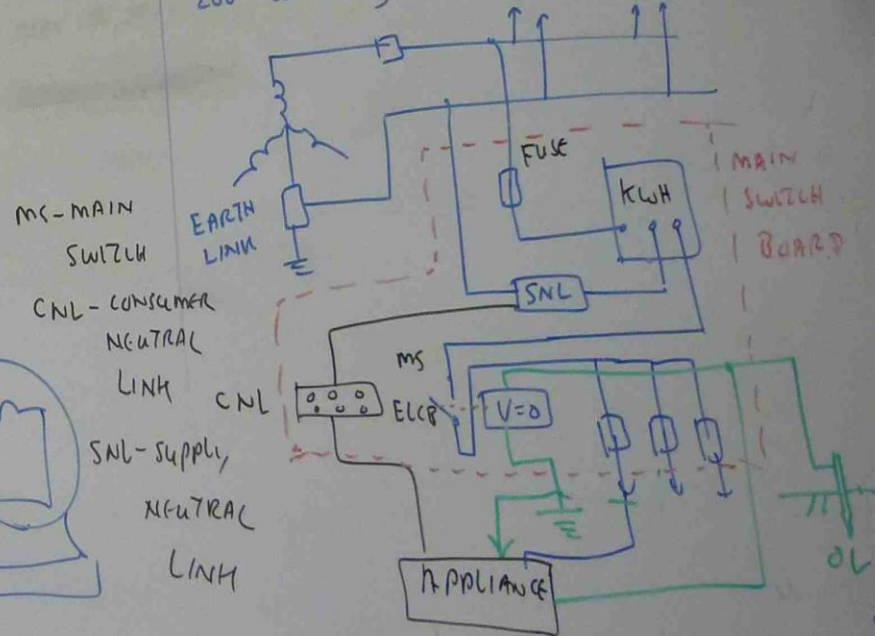 FUSE
KWH
MAIN
SWITCH
BOARD
MS-MAIN
SWITCH
EARTH
LINK
CNL-CONSUMER
NEUTRAL
LINK
SNL
MS
CNL
ELCB
V=0
SNL-SUPPLY
NEUTRAL
LINK
APPLIANCE